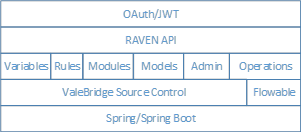 OAuth/JWT
RAVEN API
Variables Rules Modules Models Admin Operations
ValeBridge Source Control Flowable
Spring/Spring Boot